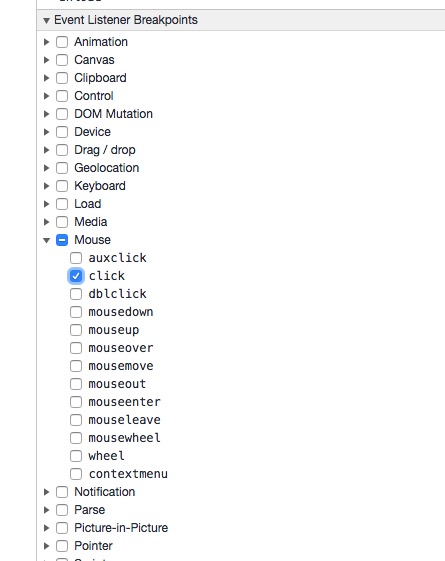 Event Listener Breakpoints
Animation
Canvas
Clipboard
Control
DOM Mutation
Device
Drag / drop
Geolocation
Keyboard
Load
Media
Mouse
auxclick
click
dblclick
mousedown
mouseup
mouseover
mousemove
mouseout
mouseenter
mouseleave
mousewheel
wheel
contextmenu
Notification
Parse
Picture-in-Picture
Pointer